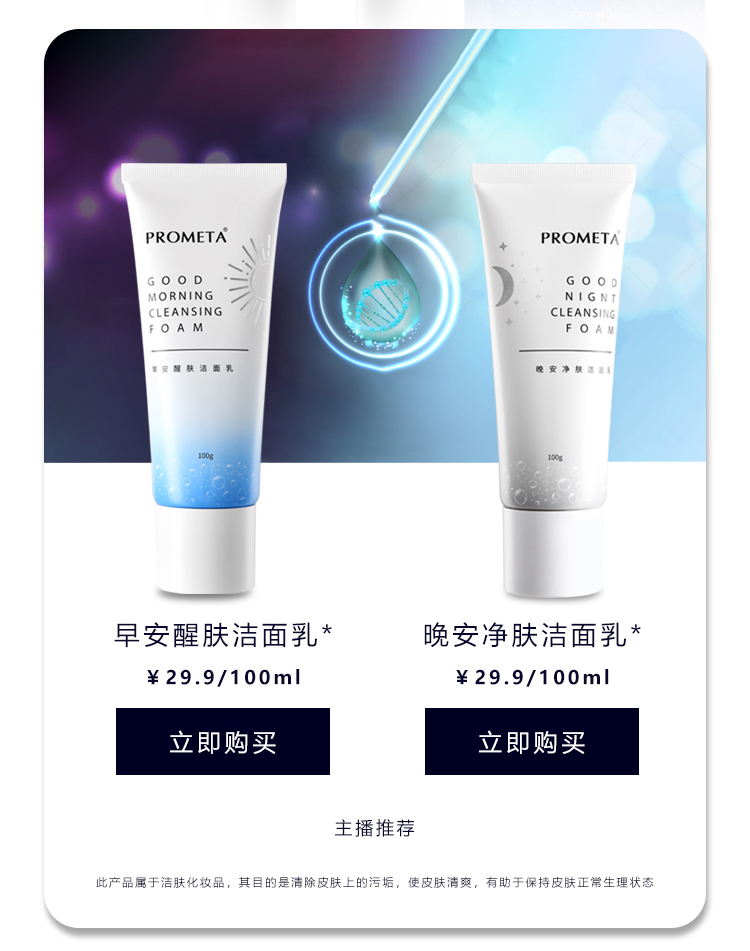 PROMETA®
GOOD
MORNING
CLEANSING
FOAM
早安醒肤洁面乳
100g
PROMETA®
GOOD
NIGNT
CLEANSING
FOAM
晚安净肤洁面乳
100g
早安醒肤洁面乳*
¥29.9/100ml
立即购买
晚安净肤洁面乳*
¥29.9/100ml
立即购买
主播推荐
此产品属于洁肤化妆品，其目的是清除皮肤上的污垢，使皮肤清爽，有助于保持皮肤正常生理状态